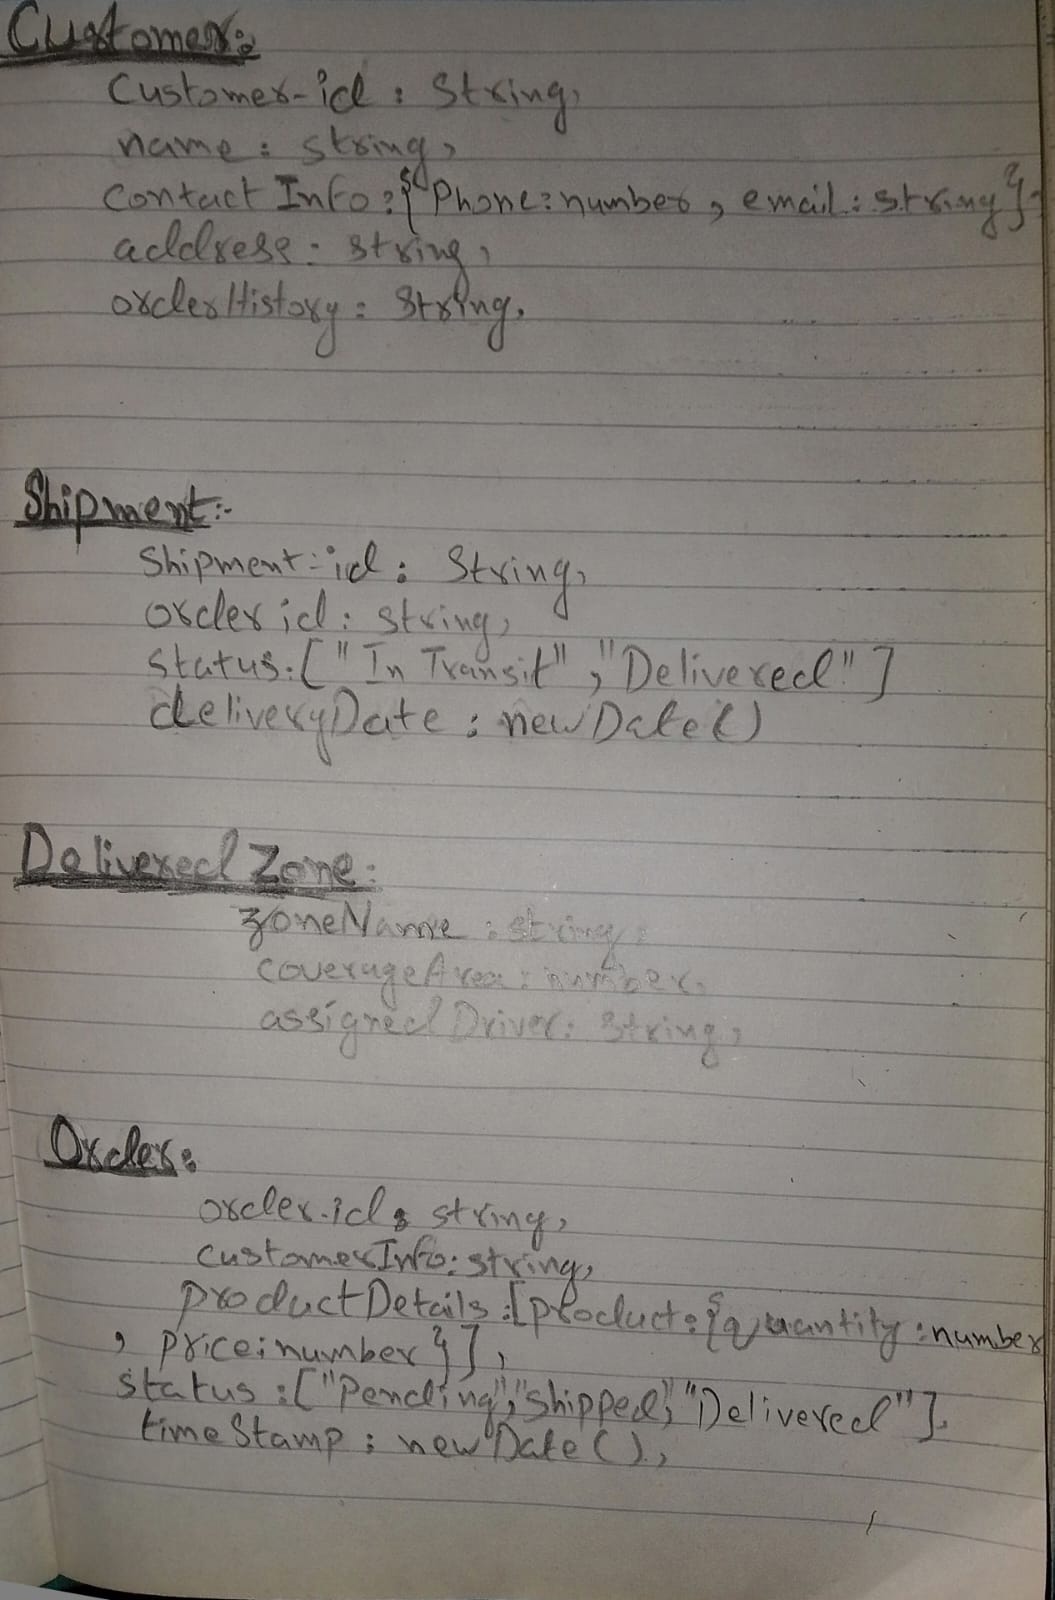 Customer:
Customer-id : String,
name : string,
Contact Info :{ Phone: number, email: string},
address : string,
orderHistory : String,
Shipment:-
Shipment-id : String,
order id : string,
Status: ["In Transit", "Delivered"]
deliveryDate : newDate()
Delivered Zone:
zoneName : string,
coverageArea : number,
assigned Driver: String,
Order:
order-id : string,
customerInfo: string,
productDetails :[product:{quantity : number
, price:number}],
status :["Pending","shipped","Delivered"],
timeStamp : new Date(),